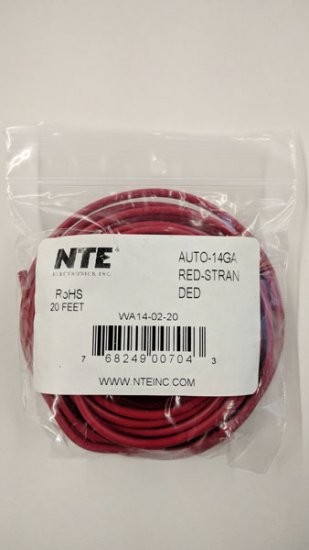 NTE®
ELECTRONICS, INC.
RoHS
20 FEET
AUTO-14GA
RED-STRAN
DED
WA14-02-20
7 68249 00704 3
WWW.NTEINC.COM